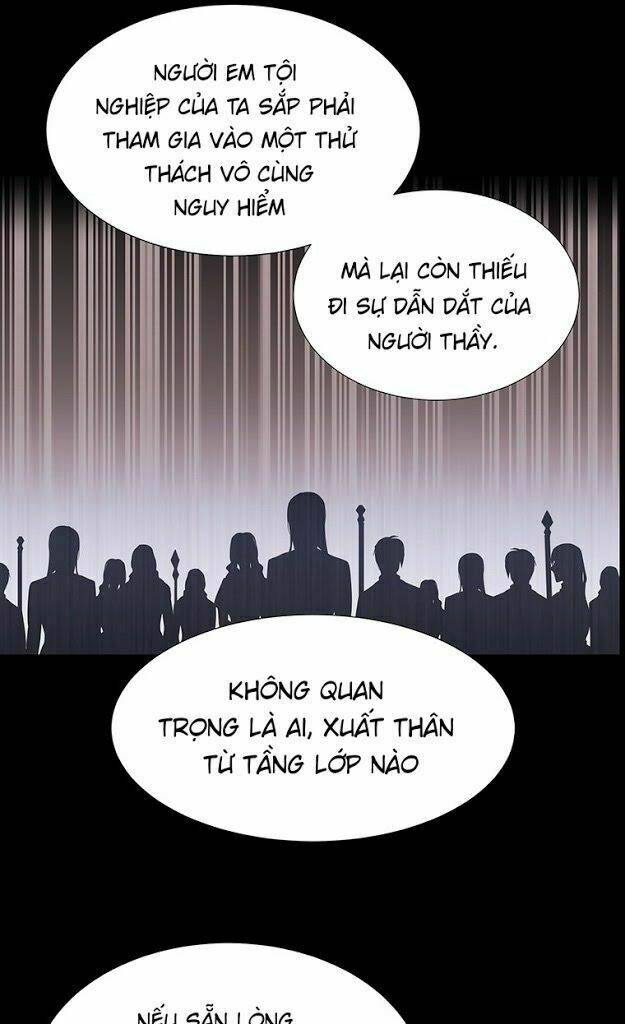 NGƯỜI EM TỘI
NGHIỆP CỦA TA SẮP PHẢI
THAM GIA VÀO MỘT THỬ
THÁCH VÔ CÙNG
NGUY HIỂM
MÀ LẠI CÒN THIẾU
ĐI SỰ DẪN DẮT CỦA
NGƯỜI THẦY.
KHÔNG QUAN
TRỌNG LÀ AI, XUẤT THÂN
TỪ TẦNG LỚP NÀO
NẾU SẴN LÒNG